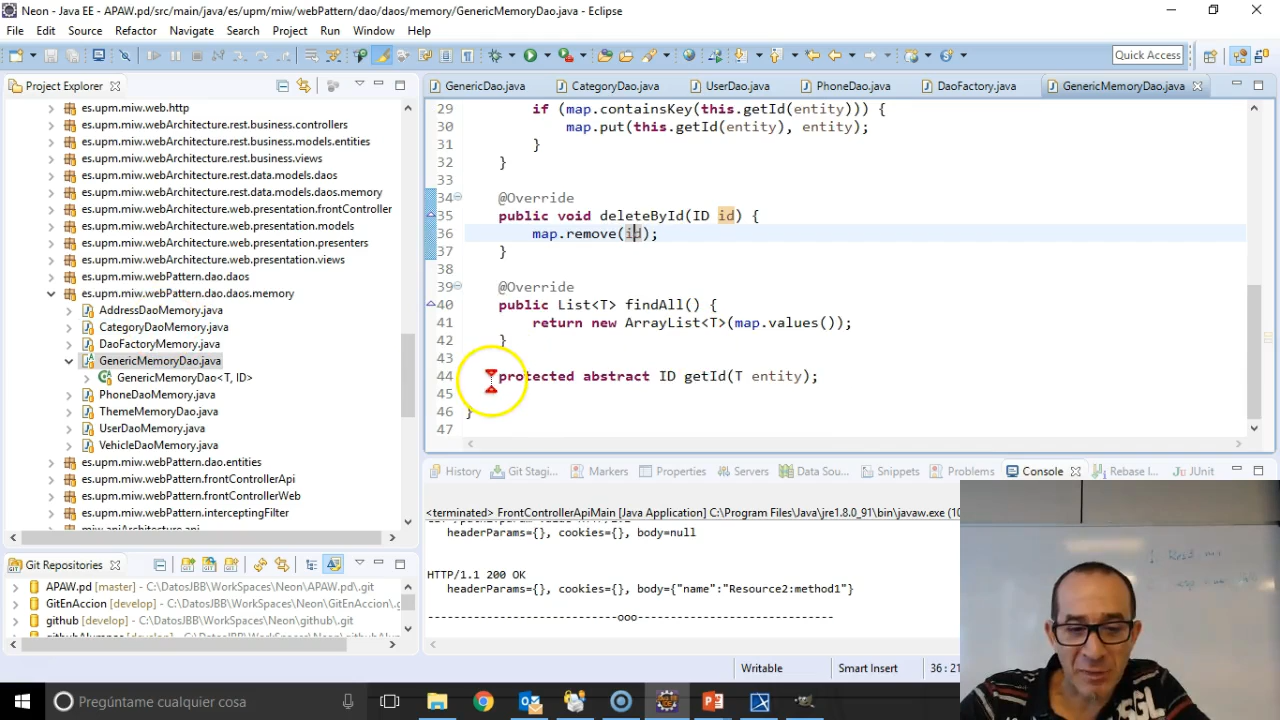 Neon - Java EE - APAW.pd/src/main/java/es/upm/miw/webPattern/dao/daos/memory/GenericMemoryDao.java - Eclipse
File Edit Source Refactor Navigate Search Project Run Window Help
Quick Access
Project Explorer
es.upm.miw.web.http
es.upm.miw.webArchitecture.rest.business.controllers
es.upm.miw.webArchitecture.rest.business.models.entities
es.upm.miw.webArchitecture.rest.business.views
es.upm.miw.webArchitecture.rest.data.models.daos
es.upm.miw.webArchitecture.rest.data.models.daos.memory
es.upm.miw.webArchitecture.web.presentation.frontController
es.upm.miw.webArchitecture.web.presentation.models
es.upm.miw.webArchitecture.web.presentation.presenters
es.upm.miw.webArchitecture.web.presentation.views
es.upm.miw.webPattern.dao.daos
es.upm.miw.webPattern.dao.daos.memory
AddressDaoMemory.java
CategoryDaoMemory.java
DaoFactoryMemory.java
GenericMemoryDao.java
GenericMemoryDao<T, ID>
PhoneDaoMemory.java
ThemeMemoryDao.java
UserDaoMemory.java
VehicleDaoMemory.java
es.upm.miw.webPattern.dao.entities
es.upm.miw.webPattern.frontControllerApi
es.upm.miw.webPattern.frontControllerWeb
es.upm.miw.webPattern.interceptingFilter
Git Repositories
APAW.pd [master] - C:\DatosJBB\WorkSpaces\Neon\APAW.pd\.git
GitEnAccion [develop] - C:\DatosJBB\WorkSpaces\Neon\GitEnAccion\.g
github [develop] - C:\DatosJBB\WorkSpaces\Neon\github\.git
GenericDao.java CategoryDao.java UserDao.java PhoneDao.java DaoFactory.java GenericMemoryDao.java
29 if (map.containsKey(this.getId(entity))) {
30 map.put(this.getId(entity), entity);
31 }
32 }
33
34 @Override
35 public void deleteById(ID id) {
36 map.remove(id);
37 }
38
39 @Override
40 public List<T> findAll() {
41 return new ArrayList<T>(map.values());
42 }
43
44 protected abstract ID getId(T entity);
45
46 }
47
History Git Stagi... Markers Properties Servers Data Sou... Snippets Problems Console Rebase I... JUnit
<terminated> FrontControllerApiMain [Java Application] C:\Program Files\Java\jre1.8.0_91\bin\javaw.exe (10
headerParams={}, cookies={}, body=null
HTTP/1.1 200 OK
headerParams={}, cookies={}, body={"name":"Resource2:method1"}
----------------------------ooo-----------------------------
Writable Smart Insert 36:21
Pregúntame cualquier cosa